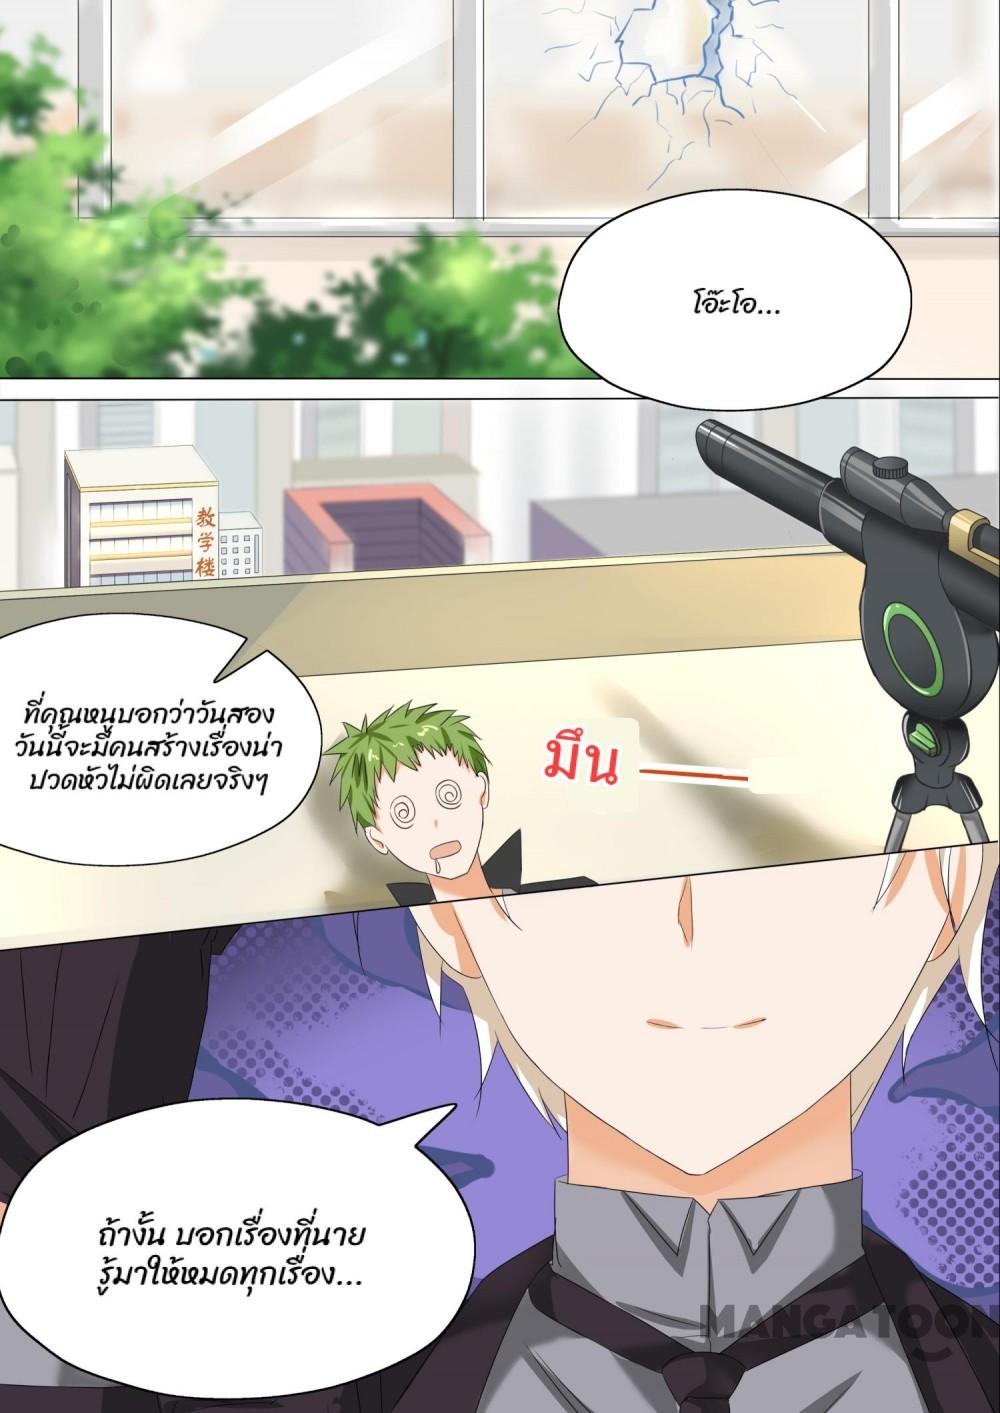 โอ๊ะโอ...
教学楼
ที่คุณหนูบอกว่าวันสอง
วันนี้จะมีคนสร้างเรื่องน่า
ปวดหัวไม่ผิดเลยจริงๆ
มึน
ถ้างั้น บอกเรื่องที่นาย
รู้มาให้หมดทุกเรื่อง...
MANGATOON